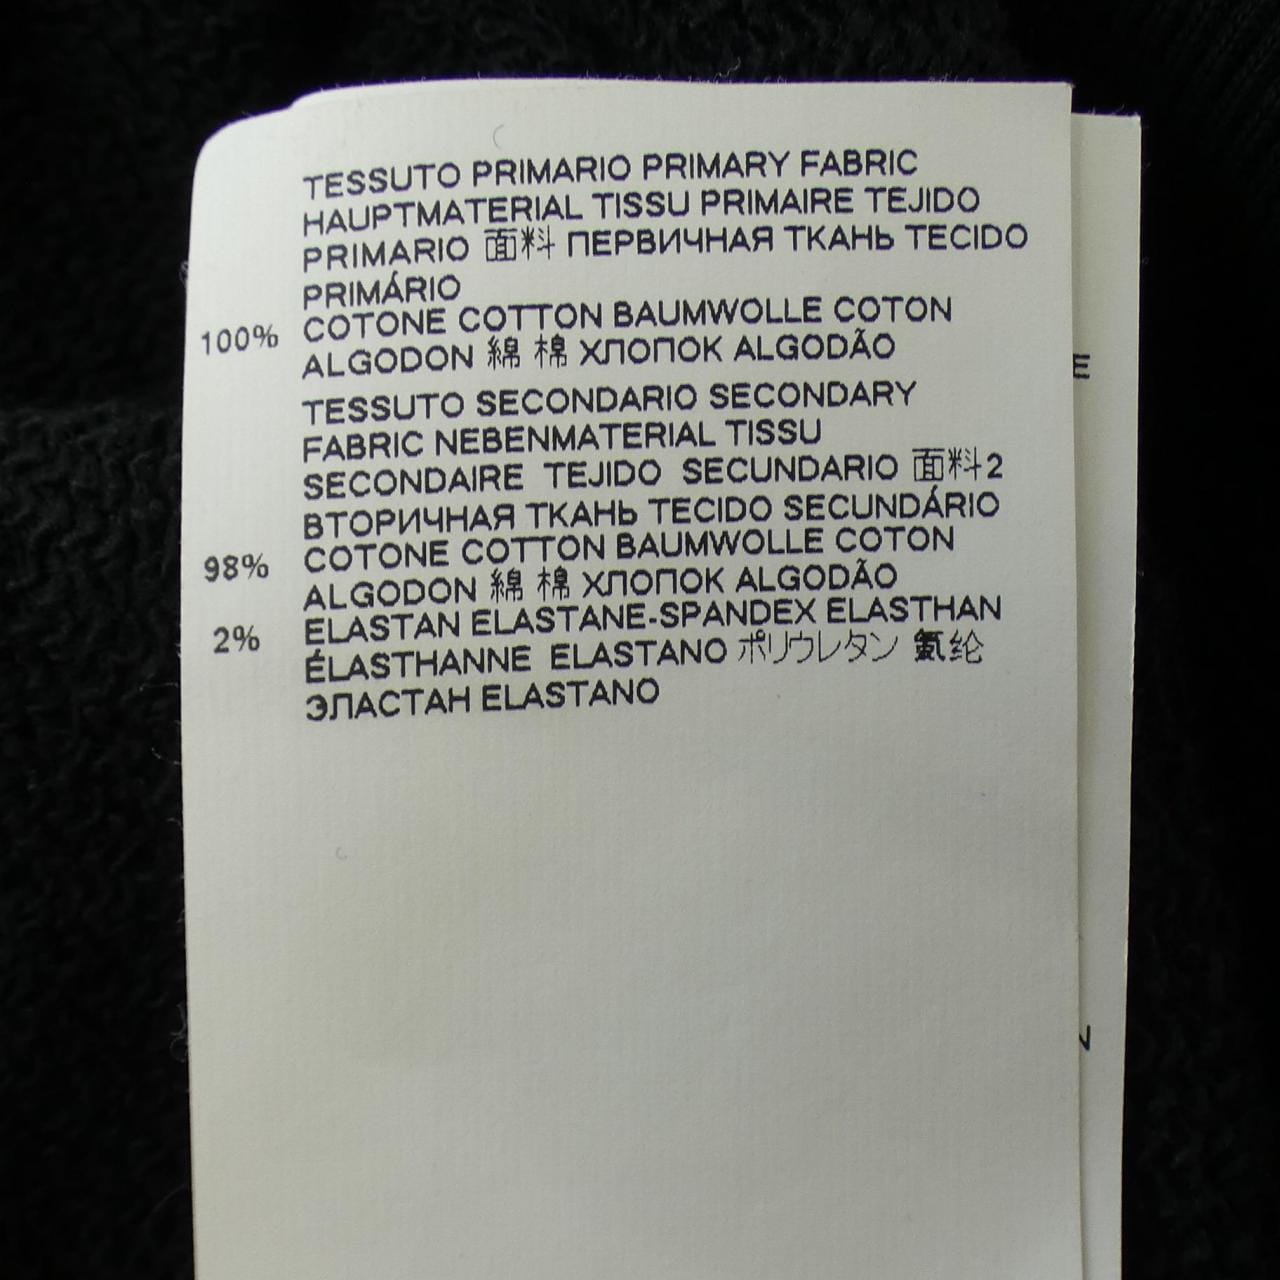 TESSUTO PRIMARIO PRIMARY FABRIC
HAUPTMATERIAL TISSU PRIMAIRE TEJIDO
PRIMARIO 面料 ПЕРВИЧНАЯ ТКАНЬ TECIDO
PRIMÁRIO
100% COTONE COTTON BAUMWOLLE COTON
ALGODON 綿 棉 ХЛОПОК ALGODÃO
TESSUTO SECONDARIO SECONDARY
FABRIC NEBENMATERIAL TISSU
SECONDAIRE TEJIDO SECUNDARIO 面料2
ВТОРИЧНАЯ ТКАНЬ TECIDO SECUNDÁRIO
98% COTONE COTTON BAUMWOLLE COTON
ALGODON 綿 棉 ХЛОПОК ALGODÃO
2% ELASTAN ELASTANE-SPANDEX ELASTHAN
ÉLASTHANNE ELASTANO ポリウレタン 氨纶
ЭЛАСТАН ELASTANO